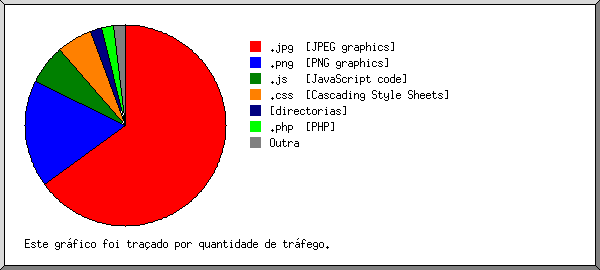 .jpg [JPEG graphics]
.png [PNG graphics]
.js [JavaScript code]
.css [Cascading Style Sheets]
[directorias]
.php [PHP]
Outra
Este gráfico foi traçado por quantidade de tráfego.